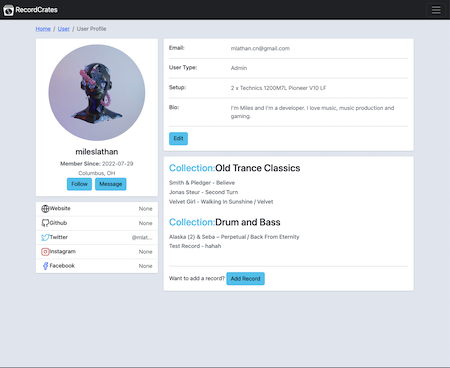 RecordCrates
Home / User / User Profile
mileslathan
Member Since: 2022-07-29
Columbus, OH
Follow Message
Website None
Github None
Twitter @mlat...
Instagram None
Facebook None
Email: mlathan.cn@gmail.com
User Type: Admin
Setup: 2 x Technics 1200M7L Pioneer V10 LF
Bio: I'm Miles and I'm a developer. I love music, music production and
gaming.
Edit
Collection:Old Trance Classics
Smith & Pledger - Believe
Jonas Steur - Second Turn
Velvet Girl - Walking In Sunshine / Velvet
Collection:Drum and Bass
Alaska (2) & Seba – Perpetual / Back From Eternity
Test Record - hahah
Want to add a record? Add Record